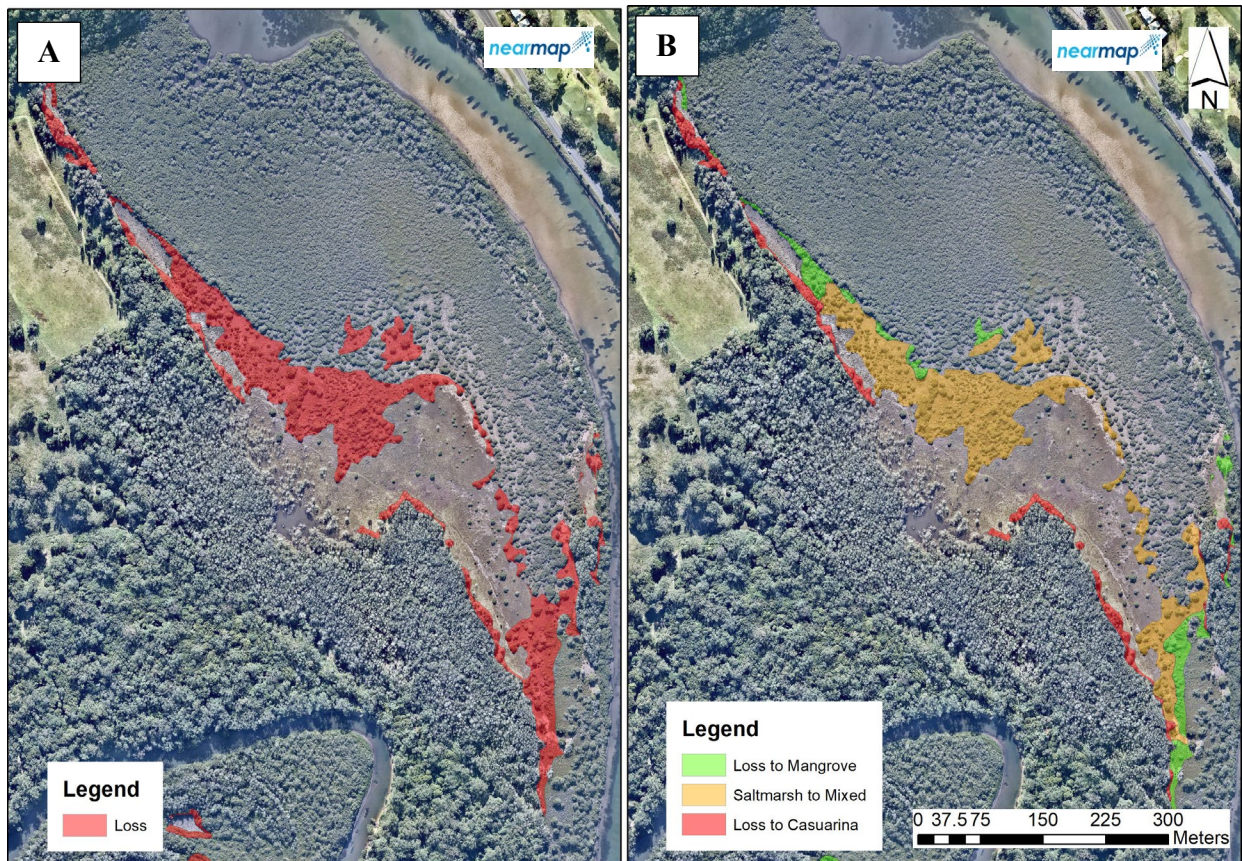 A
nearmap
Legend
Loss
B
nearmap
N
Legend
Loss to Mangrove
Saltmarsh to Mixed
Loss to Casuarina
0 37.5 75 150 225 300
Meters